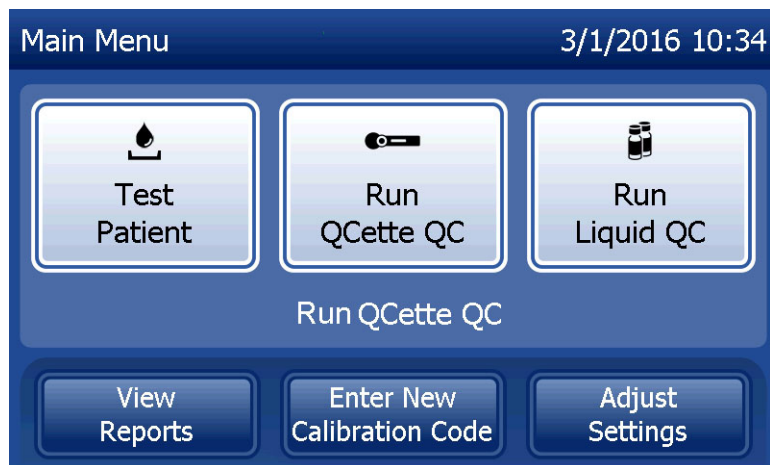 Main Menu 3/1/2016 10:34
Test
Patient
Run
QCette QC
Run
Liquid QC
Run QCette QC
View
Reports
Enter New
Calibration Code
Adjust
Settings